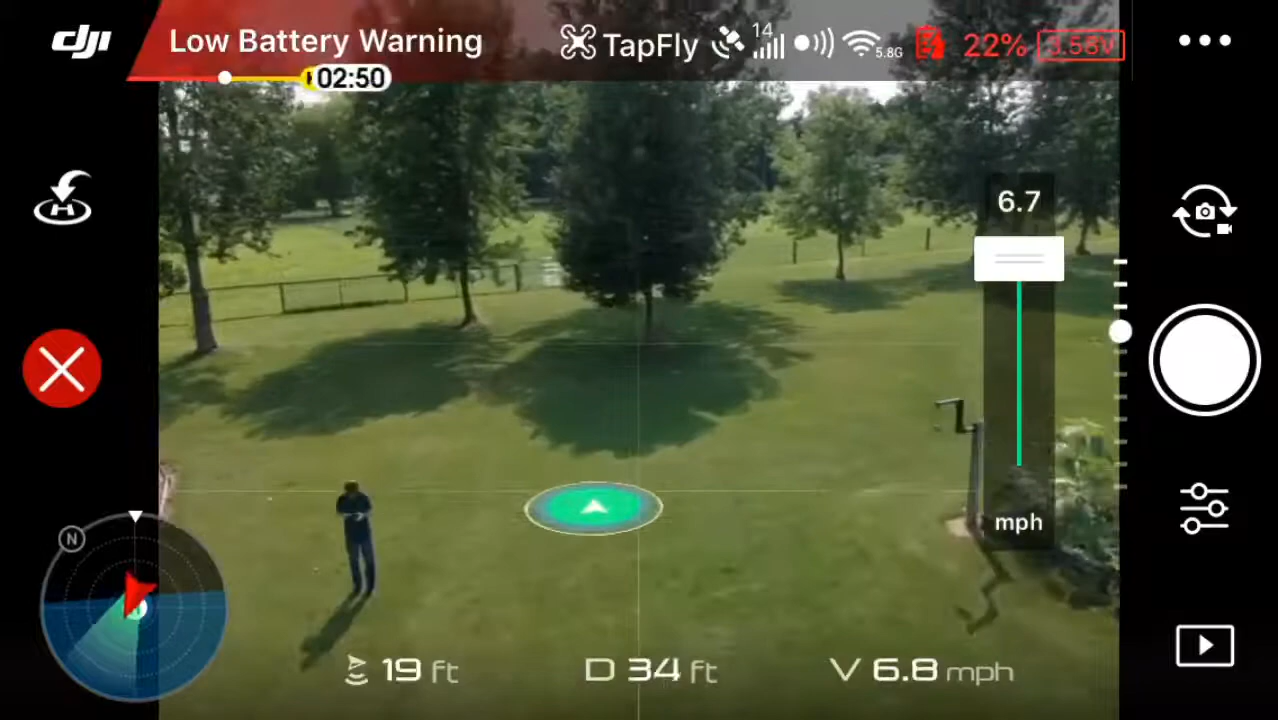 dji
Low Battery Warning
TapFly
14
5.8G
22%
3.55V
H
02:50
6.7
mph
N
19 ft
D 34 ft
V 6.8 mph